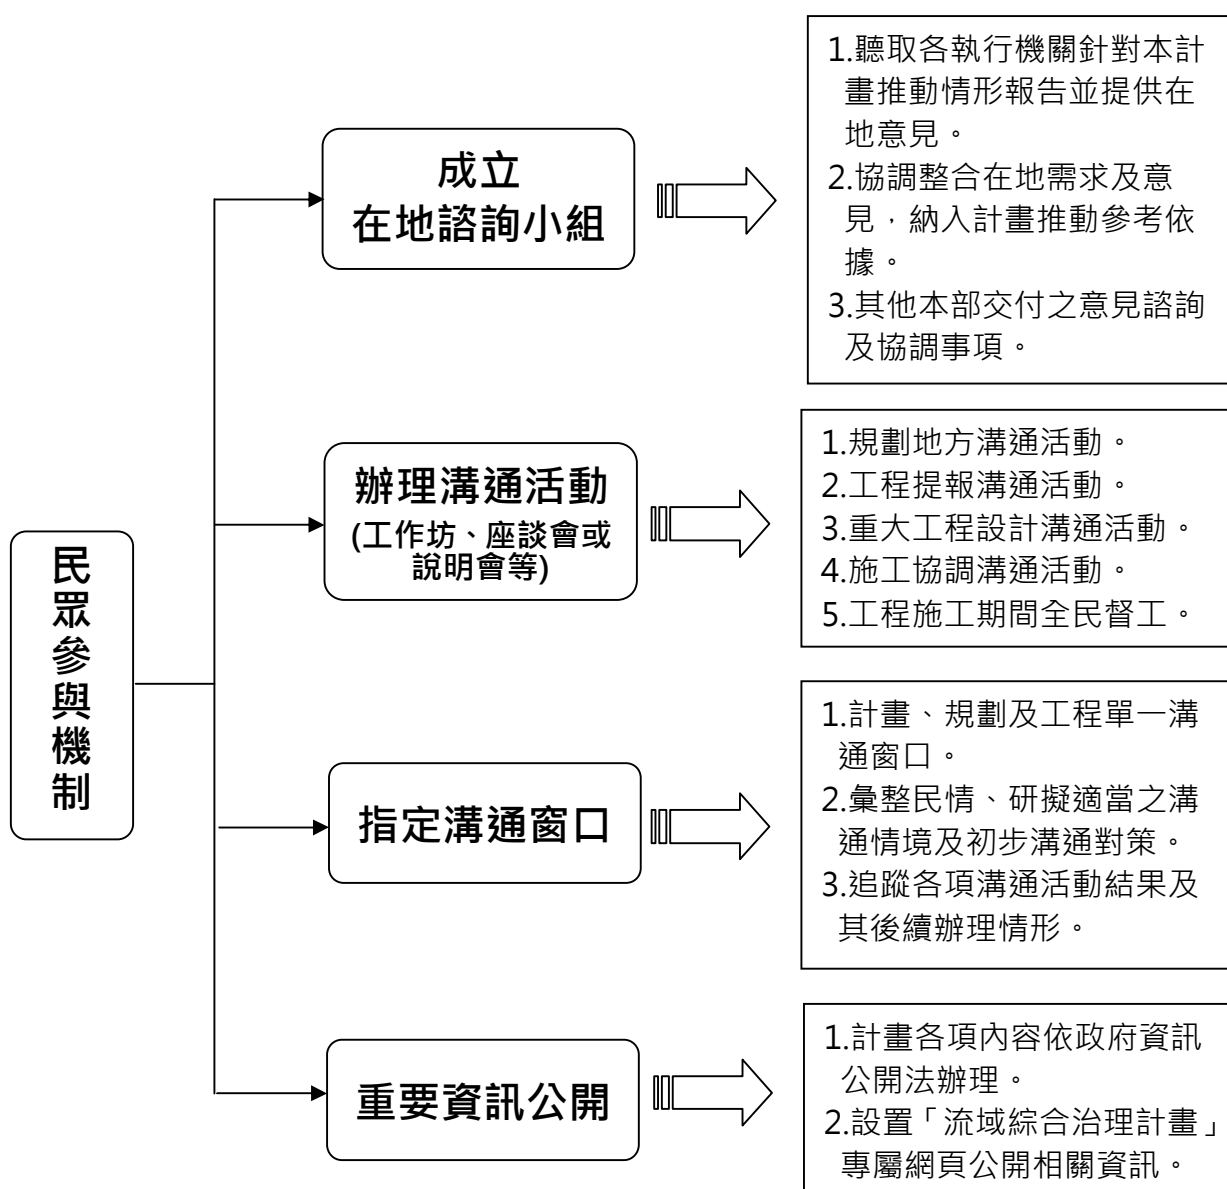 民眾參與機制
成立
在地諮詢小組
1.聽取各執行機關針對本計
畫推動情形報告並提供在
地意見。
2.協調整合在地需求及意
見，納入計畫推動參考依
據。
3.其他本部交付之意見諮詢
及協調事項。
辦理溝通活動
(工作坊、座談會或
說明會等)
1.規劃地方溝通活動。
2.工程提報溝通活動。
3.重大工程設計溝通活動。
4.施工協調溝通活動。
5.工程施工期間全民督工。
指定溝通窗口
1.計畫、規劃及工程單一溝
通窗口。
2.彙整民情、研擬適當之溝
通情境及初步溝通對策。
3.追蹤各項溝通活動結果及
其後續辦理情形。
重要資訊公開
1.計畫各項內容依政府資訊
公開法辦理。
2.設置「流域綜合治理計畫」
專屬網頁公開相關資訊。